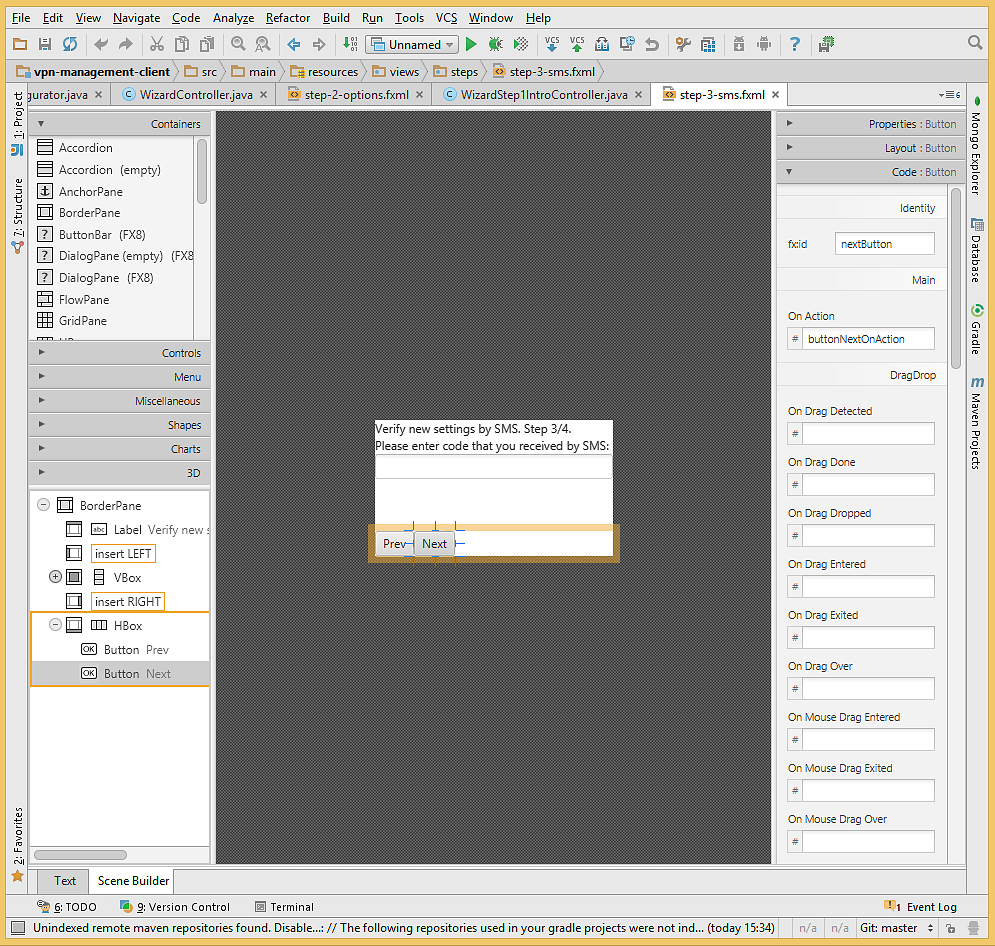 File Edit View Navigate Code Analyze Refactor Build Run Tools VCS Window Help
Unnamed VCS VCS ?
vpn-management-client src main resources views steps step-3-sms.fxml
gurator.java WizardController.java step-2-options.fxml WizardStep1IntroController.java step-3-sms.fxml 6
1: Project
7: Structure
2: Favorites
Containers
Accordion
Accordion (empty)
AnchorPane
BorderPane
ButtonBar (FX8)
DialogPane (empty) (FX8
DialogPane (FX8)
FlowPane
GridPane
Controls
Menu
Miscellaneous
Shapes
Charts
3D
BorderPane
abc Label Verify new s
insert LEFT
VBox
insert RIGHT
HBox
OK Button Prev
OK Button Next
Verify new settings by SMS. Step 3/4.
Please enter code that you received by SMS:
Prev Next
Properties : Button
Layout : Button
Code : Button
Identity
fx:id nextButton
Main
On Action
# buttonNextOnAction
DragDrop
On Drag Detected
#
On Drag Done
#
On Drag Dropped
#
On Drag Entered
#
On Drag Exited
#
On Drag Over
#
On Mouse Drag Entered
#
On Mouse Drag Exited
#
On Mouse Drag Over
#
Mongo Explorer
Database
Gradle
m Maven Projects
Text Scene Builder
6: TODO 9: Version Control Terminal 1 Event Log
Unindexed remote maven repositories found. Disable...: // The following repositories used in your gradle projects were not ind... (today 15:34) n/a n/a Git: master